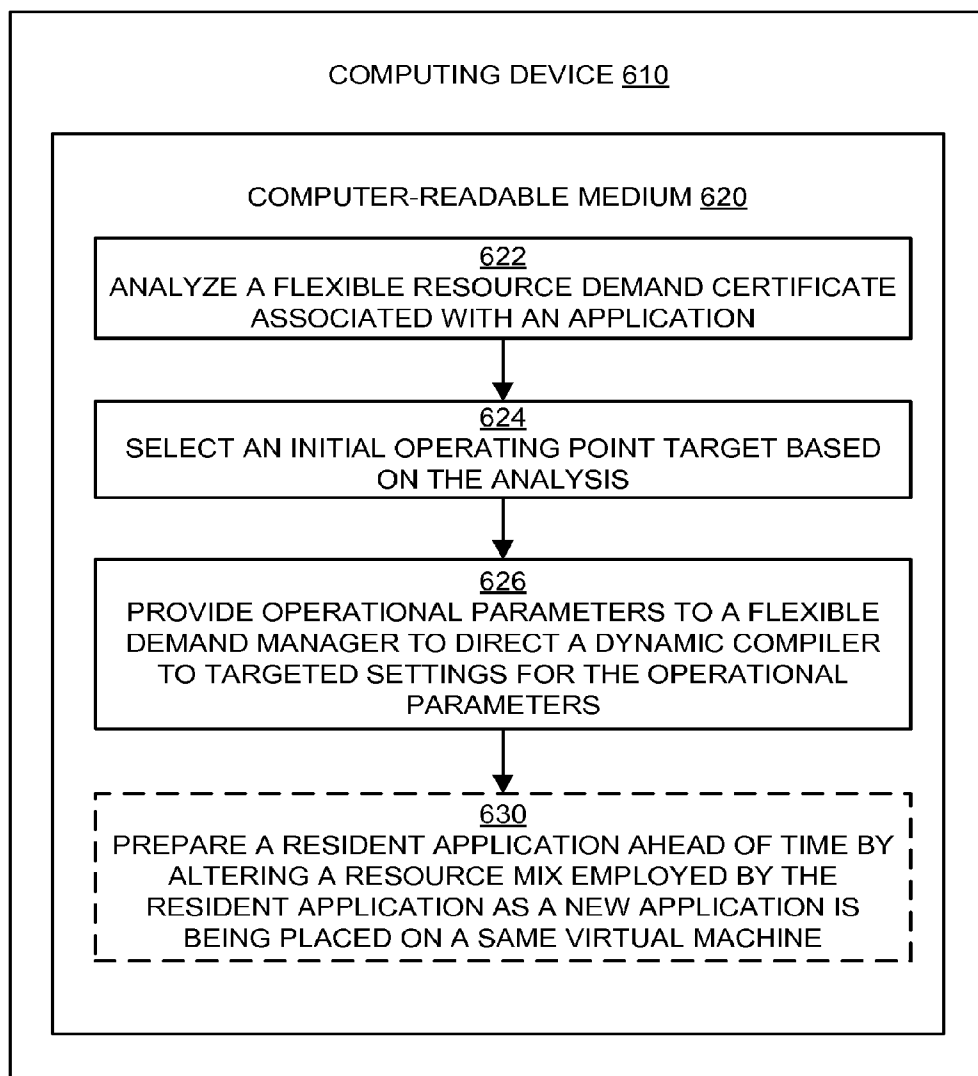 COMPUTING DEVICE 610
COMPUTER-READABLE MEDIUM 620
622
ANALYZE A FLEXIBLE RESOURCE DEMAND CERTIFICATE
ASSOCIATED WITH AN APPLICATION
624
SELECT AN INITIAL OPERATING POINT TARGET BASED
ON THE ANALYSIS
626
PROVIDE OPERATIONAL PARAMETERS TO A FLEXIBLE
DEMAND MANAGER TO DIRECT A DYNAMIC COMPILER
TO TARGETED SETTINGS FOR THE OPERATIONAL
PARAMETERS
630
PREPARE A RESIDENT APPLICATION AHEAD OF TIME BY
ALTERING A RESOURCE MIX EMPLOYED BY THE
RESIDENT APPLICATION AS A NEW APPLICATION IS
BEING PLACED ON A SAME VIRTUAL MACHINE